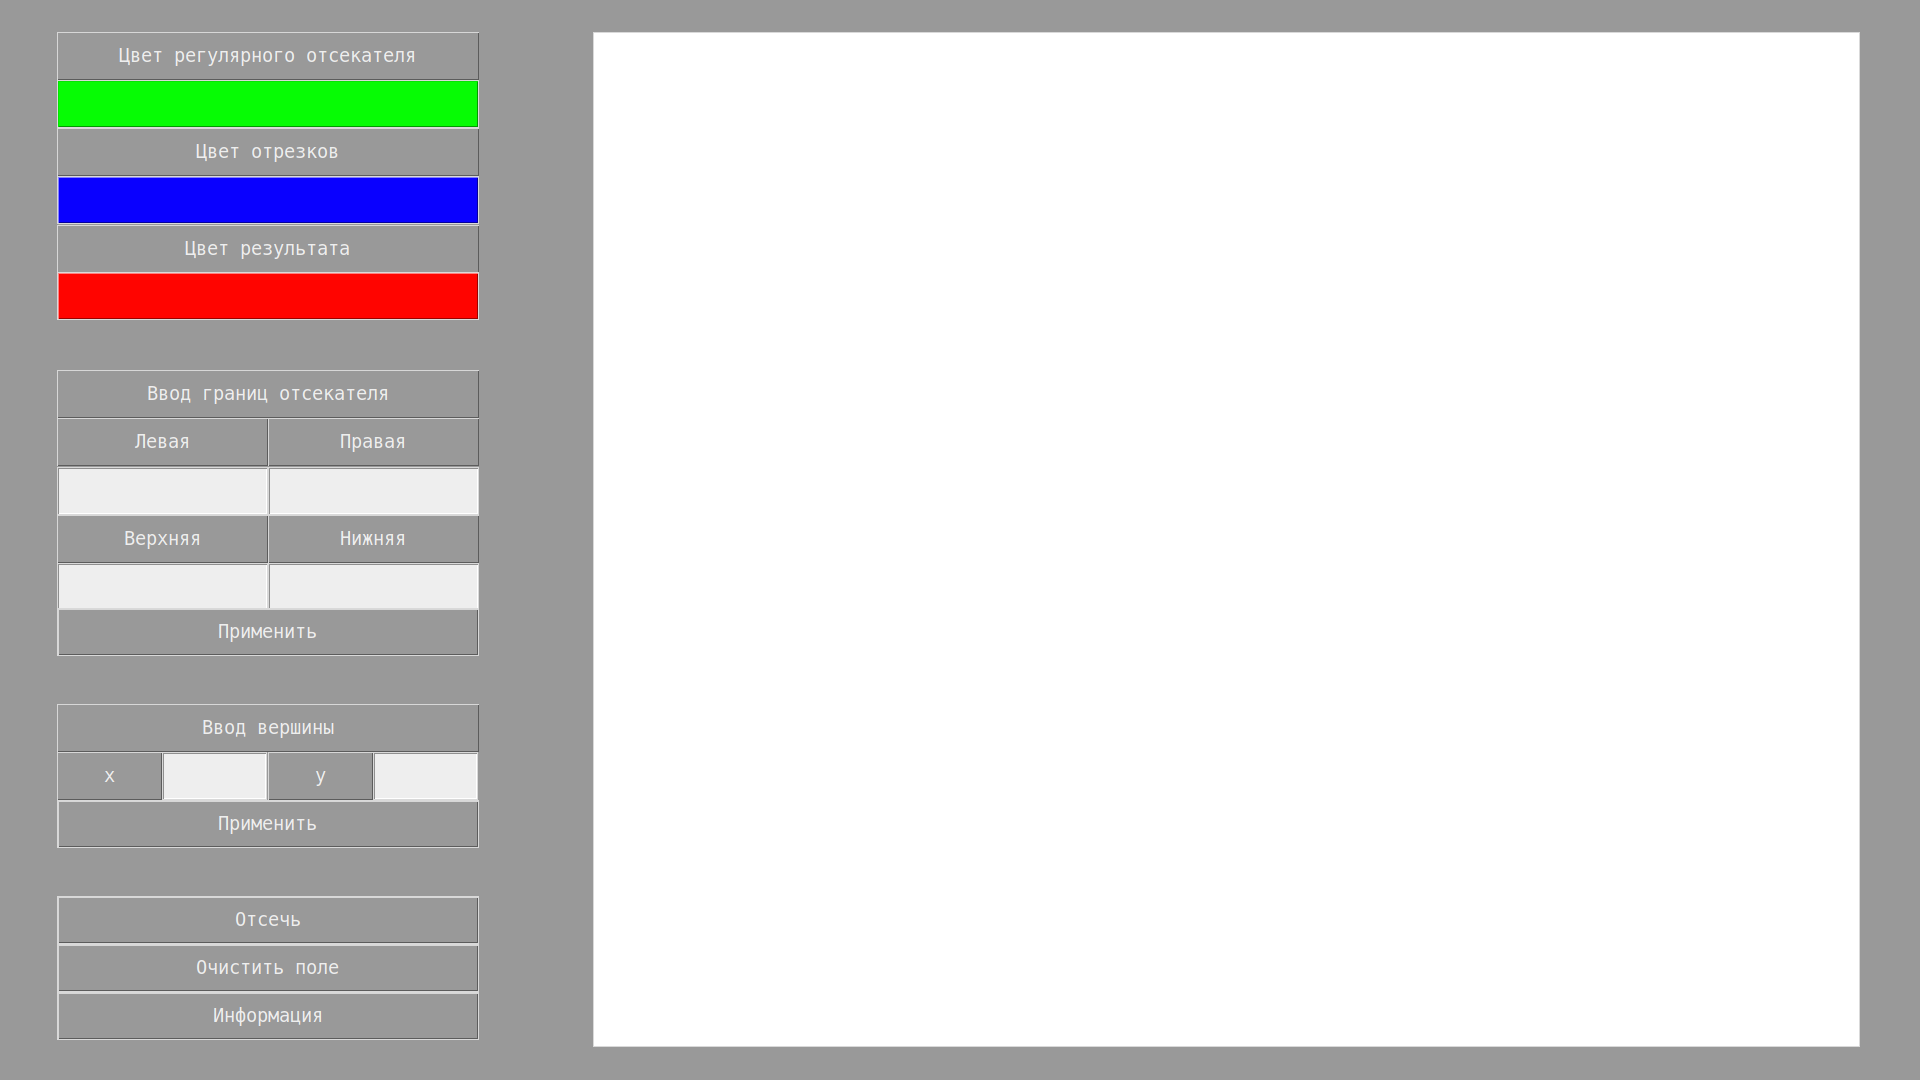 Цвет регулярного отсекателя
Цвет отрезков
Цвет результата
Ввод границ отсекателя
Левая Правая
Верхняя Нижняя
Применить
Ввод вершины
x y
Применить
Отсечь
Очистить поле
Информация